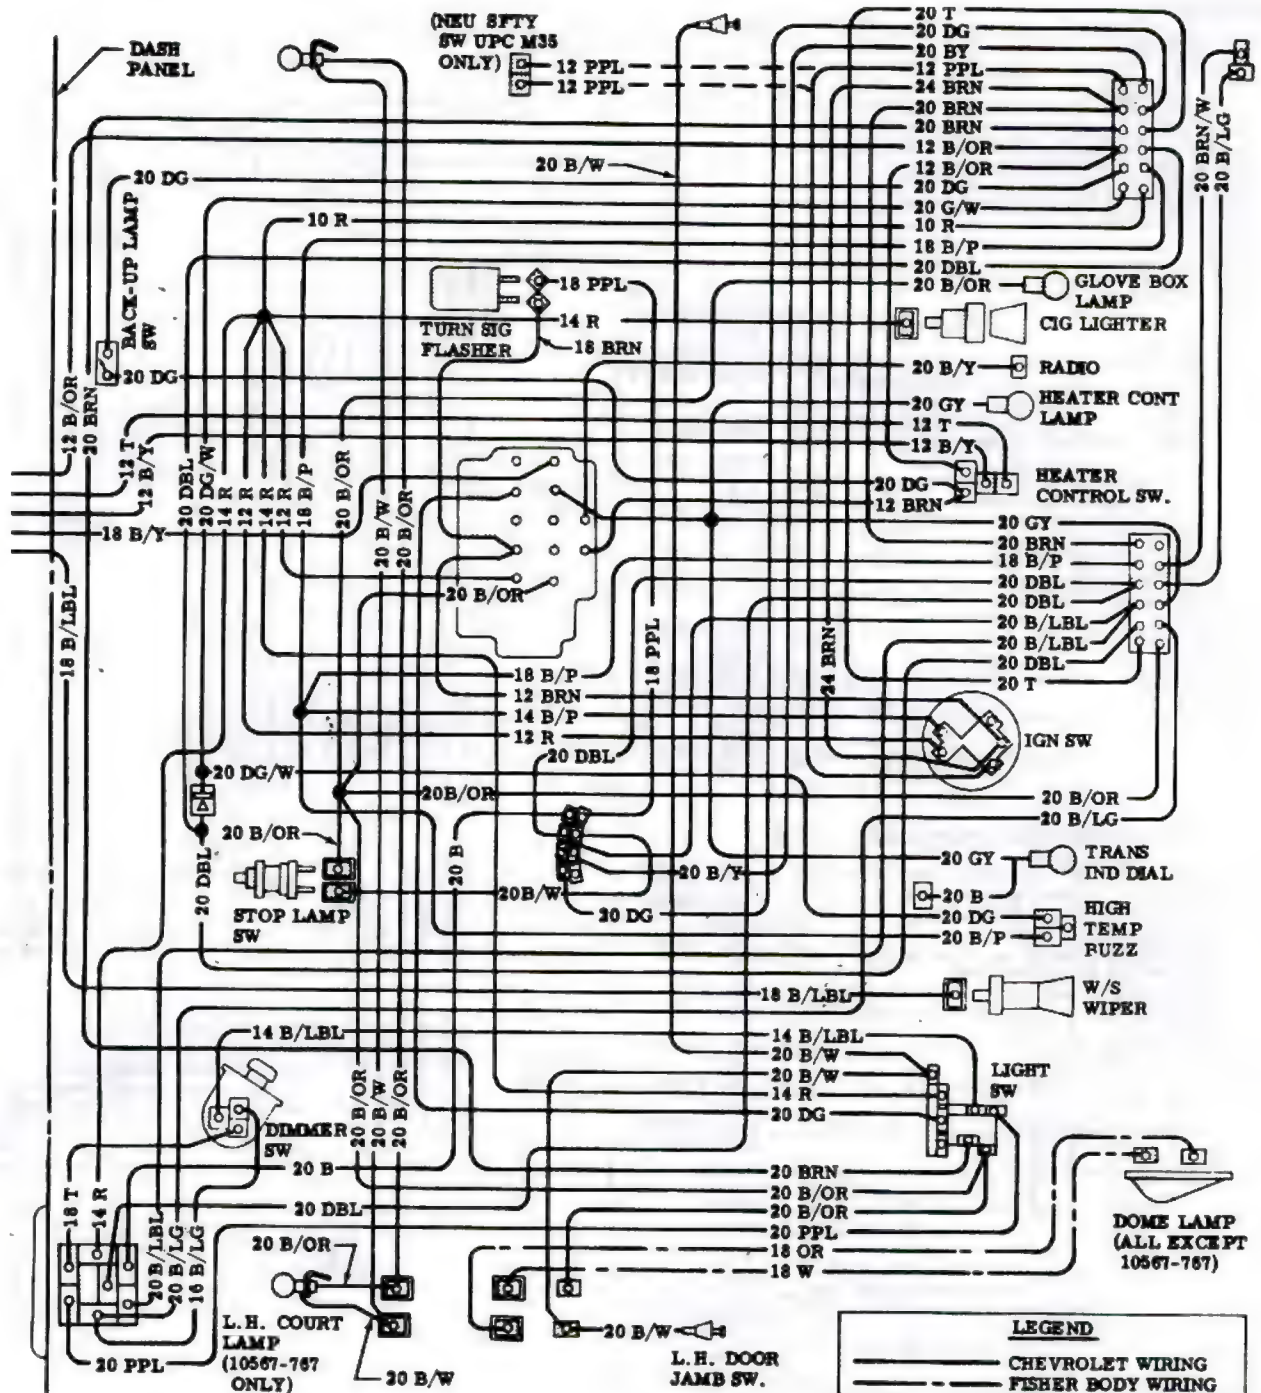 DASH
PANEL
(NEU SFTY
SW UPC M35
ONLY)
12 PPL
12 PPL
20 T
20 DG
20 BY
12 PPL
24 BRN
20 BRN
20 BRN
12 B/OR
12 B/OR
20 DG
20 G/W
10 R
18 B/P
20 DBL
20 B/OR
20 BRN/W
20 B/LG
20 B/W
20 DG
10 R
BACK-UP LAMP
SW
20 DG
TURN SIG
FLASHER
18 PPL
14 R
18 BRN
GLOVE BOX
LAMP
CIG LIGHTER
20 B/Y
RADIO
20 GY
HEATER CONT
LAMP
12 T
12 B/Y
20 DG
12 BRN
HEATER
CONTROL SW.
12 B/OR
20 BRN
12 T
12 B/Y
18 B/Y
20 DBL
20 DG/W
14 R
12 R
14 R
12 R
18 B/P
20 B/OR
20 B/W
20 B/OR
20 B/OR
18 B/LBL
20 GY
20 BRN
18 B/P
20 DBL
20 DBL
20 B/LBL
20 B/LBL
20 DBL
20 T
18 PPL
24 BRN
18 B/P
12 BRN
14 B/P
12 R
20 DBL
IGN SW
20 DG/W
20B/OR
20 B/OR
20 B/LG
20 B/OR
20 DBL
STOP LAMP
SW
20 B
20B/W
20 B/Y
20 DG
20 GY
TRANS
IND DIAL
20 B
20 DG
20 B/P
HIGH
TEMP
BUZZ
18 B/LBL
W/S
WIPER
14 B/LBL
14 B/LBL
20 B/W
20 B/W
14 R
20 DG
LIGHT
SW
DIMMER
SW
20 B/OR
20 B/W
20 B/OR
20 B
20 DBL
20 BRN
20 B/OR
20 B/OR
20 PPL
18 OR
18 W
DOME LAMP
(ALL EXCEPT
10567-767)
18 T
14 R
20 B/LBL
20 B/LG
16 B/LG
20 PPL
20 B/OR
L.H. COURT
LAMP
(10567-767
ONLY)
20 B/W
20 B/W
L.H. DOOR
JAMB SW.
LEGEND
CHEVROLET WIRING
FISHER BODY WIRING